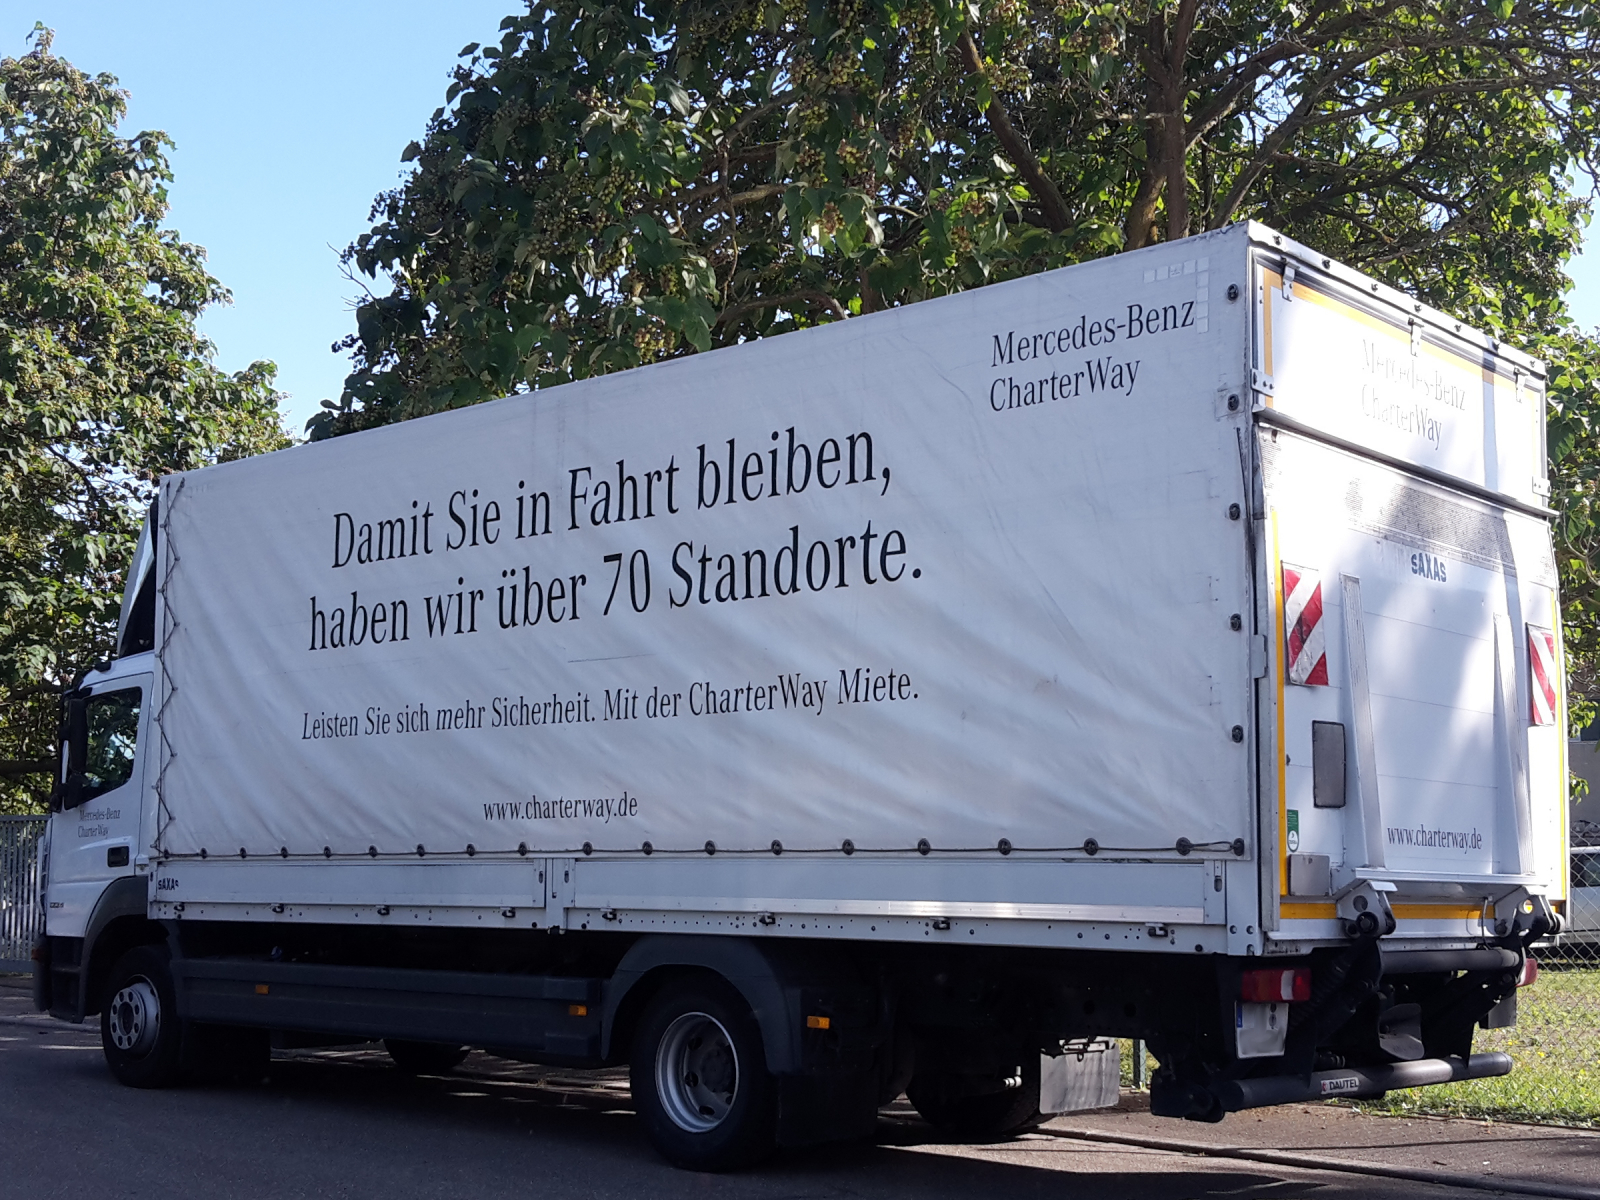 Mercedes-Benz
CharterWay
Damit Sie in Fahrt bleiben,
haben wir über 70 Standorte.
Leisten Sie sich mehr Sicherheit. Mit der CharterWay Miete.
www.charterway.de
Mercedes-Benz
CharterWay
SAXAS
www.charterway.de
Mercedes-Benz
CharterWay
SAXAS
DAUTEL